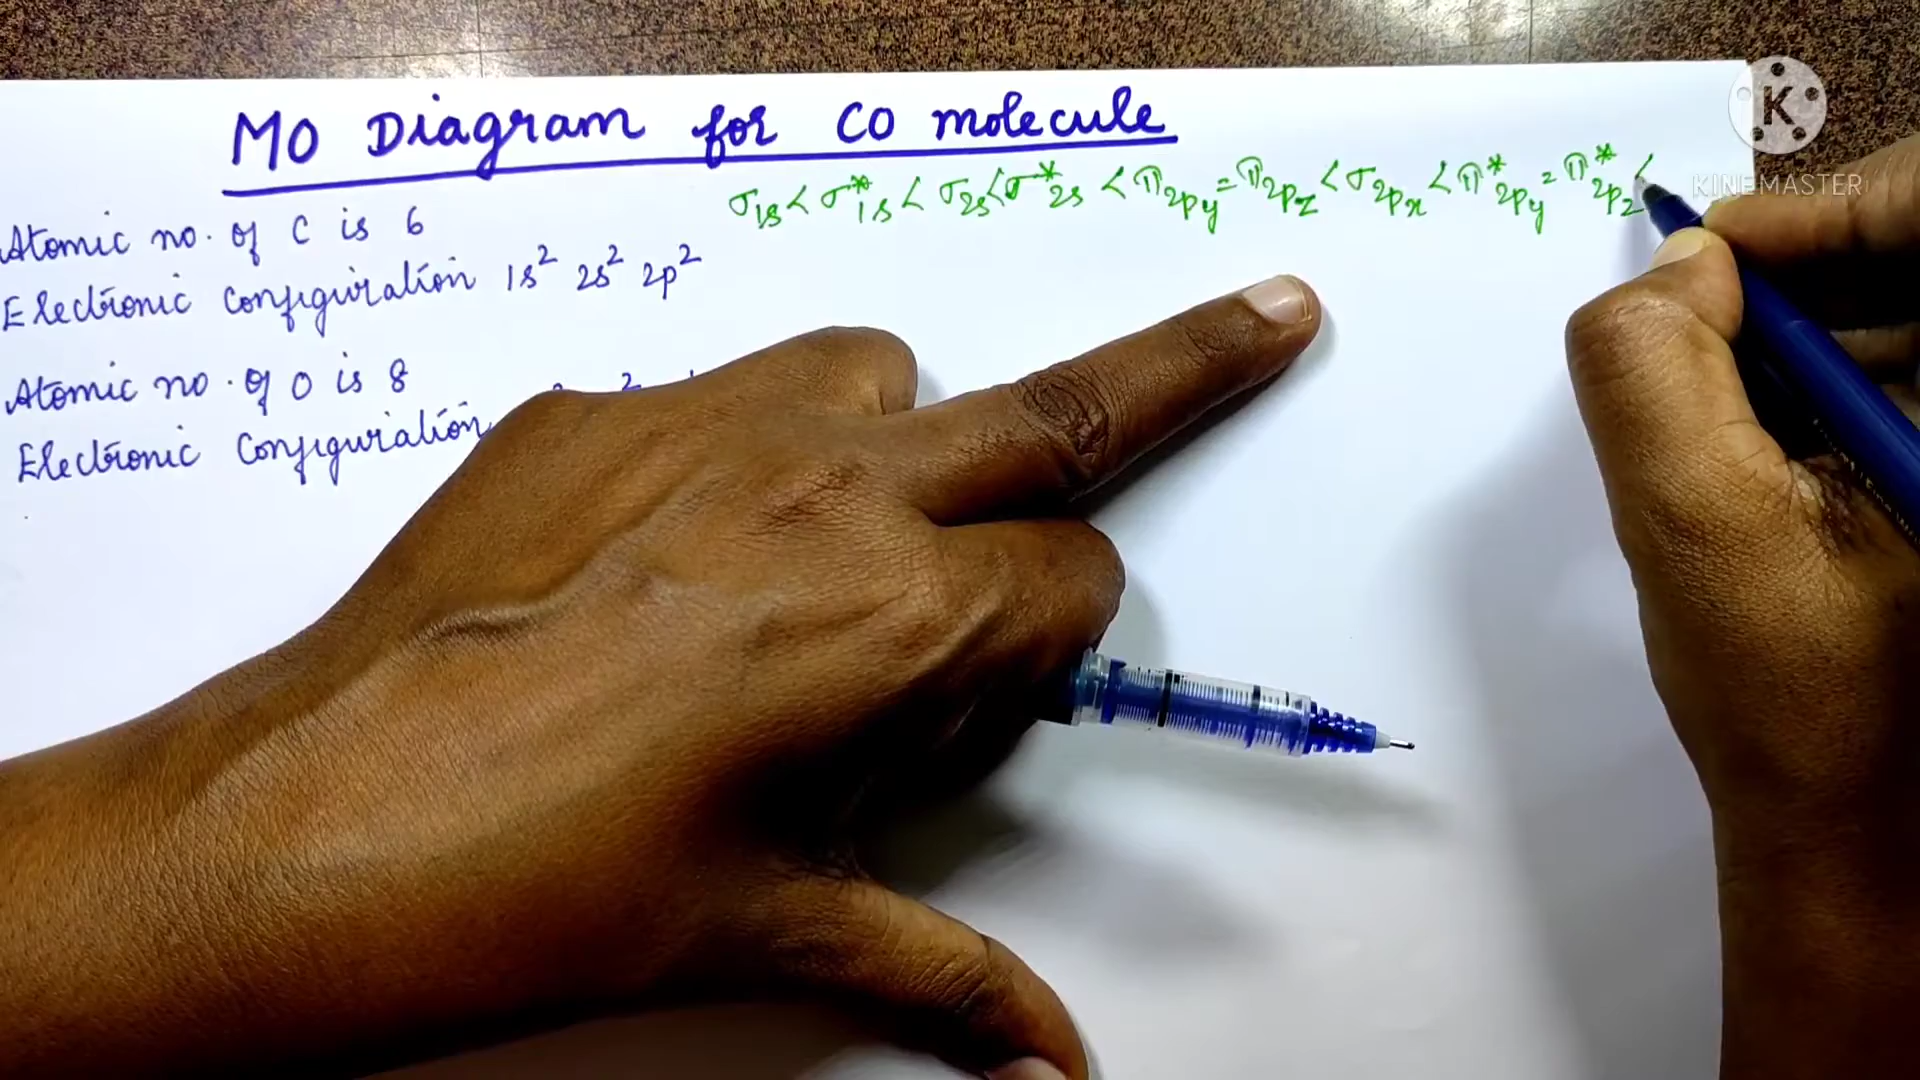 MO Diagram for CO molecule
σ1s < σ*1s < σ2s < σ*2s < π2py = π2pz < σ2px < π*2py = π*2pz <
Atomic no. of C is 6
Electronic configuration 1s² 2s² 2p²
Atomic no. of O is 8
Electronic configuration
K
KINEMASTER